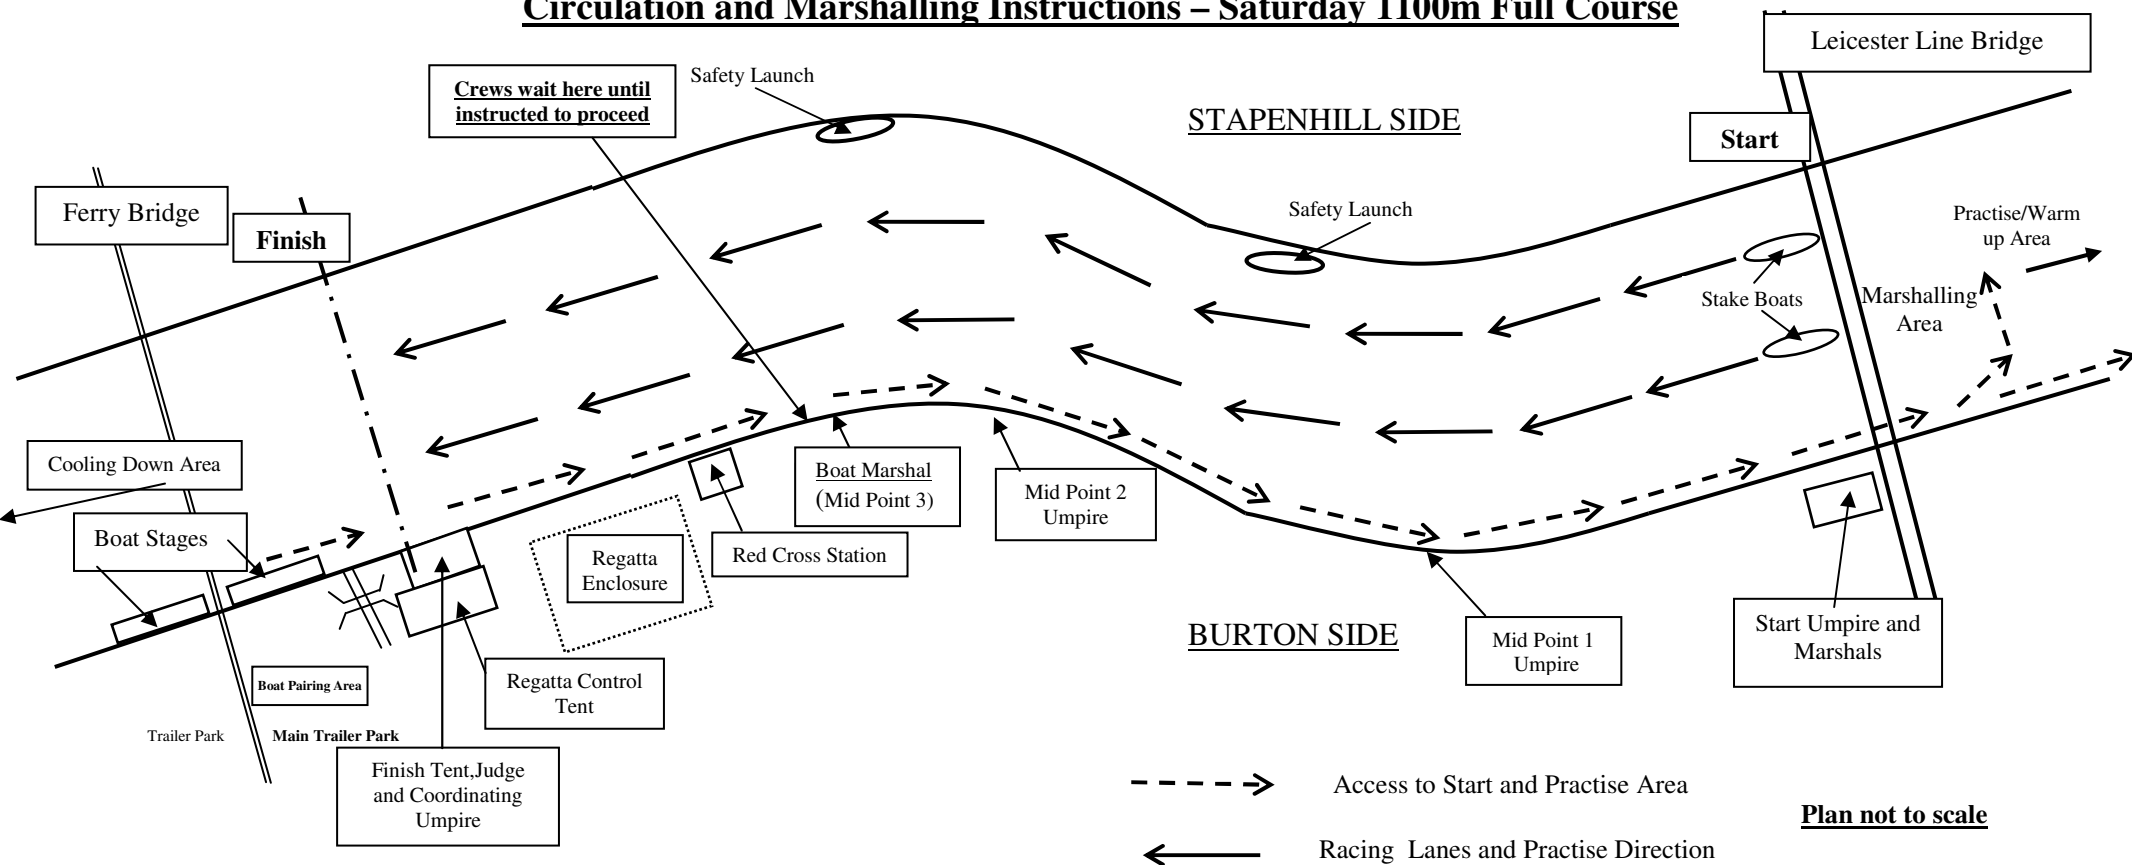 Circulation and Marshalling Instructions – Saturday 1100m Full Course
Leicester Line Bridge
Crews wait here until
instructed to proceed
Safety Launch
STAPENHILL SIDE
Start
Ferry Bridge
Finish
Safety Launch
Practise/Warm
up Area
Stake Boats
Marshalling
Area
Cooling Down Area
Boat Stages
Boat Marshal
(Mid Point 3)
Mid Point 2
Umpire
Regatta
Enclosure
Red Cross Station
BURTON SIDE
Mid Point 1
Umpire
Start Umpire and
Marshals
Boat Pairing Area
Regatta Control
Tent
Trailer Park
Main Trailer Park
Finish Tent,Judge
and Coordinating
Umpire
Access to Start and Practise Area
Plan not to scale
Racing  Lanes and Practise Direction